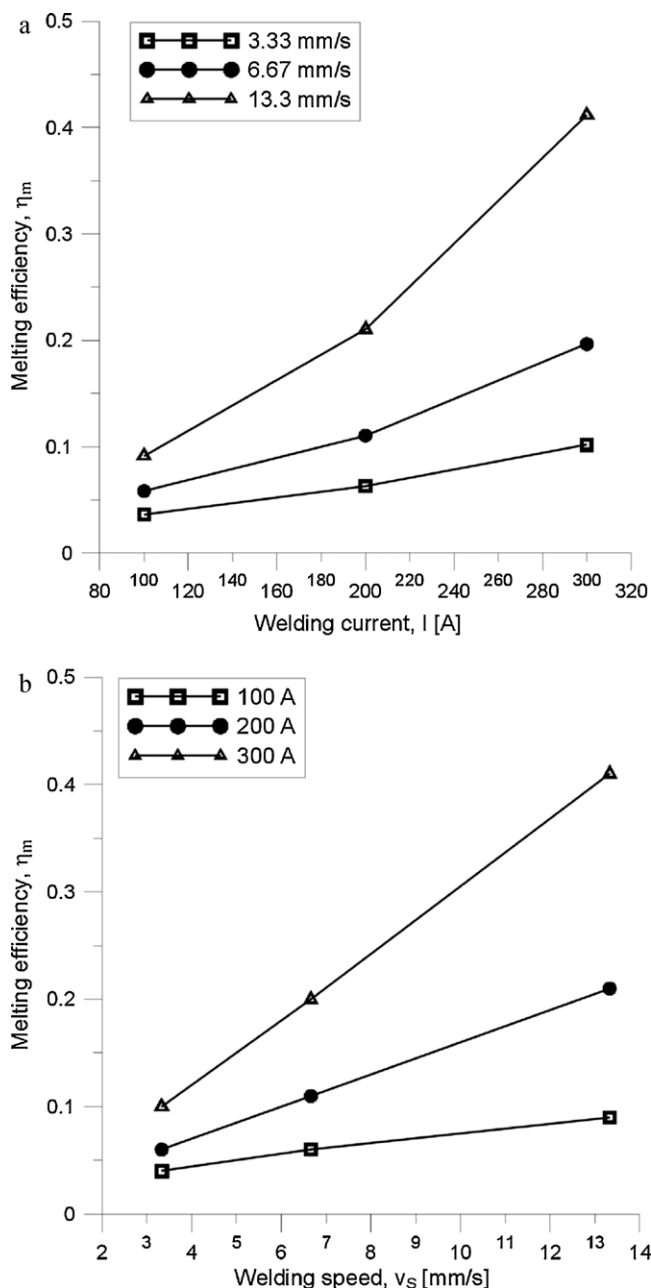 a
0.5
3.33 mm/s
6.67 mm/s
13.3 mm/s
0.4
0.3
0.2
0.1
0
Melting efficiency, ηm
80 100 120 140 160 180 200 220 240 260 280 300 320
Welding current, I [A]
b
0.5
100 A
200 A
300 A
0.4
0.3
0.2
0.1
0
Melting efficiency, ηm
2 3 4 5 6 7 8 9 10 11 12 13 14
Welding speed, vS [mm/s]